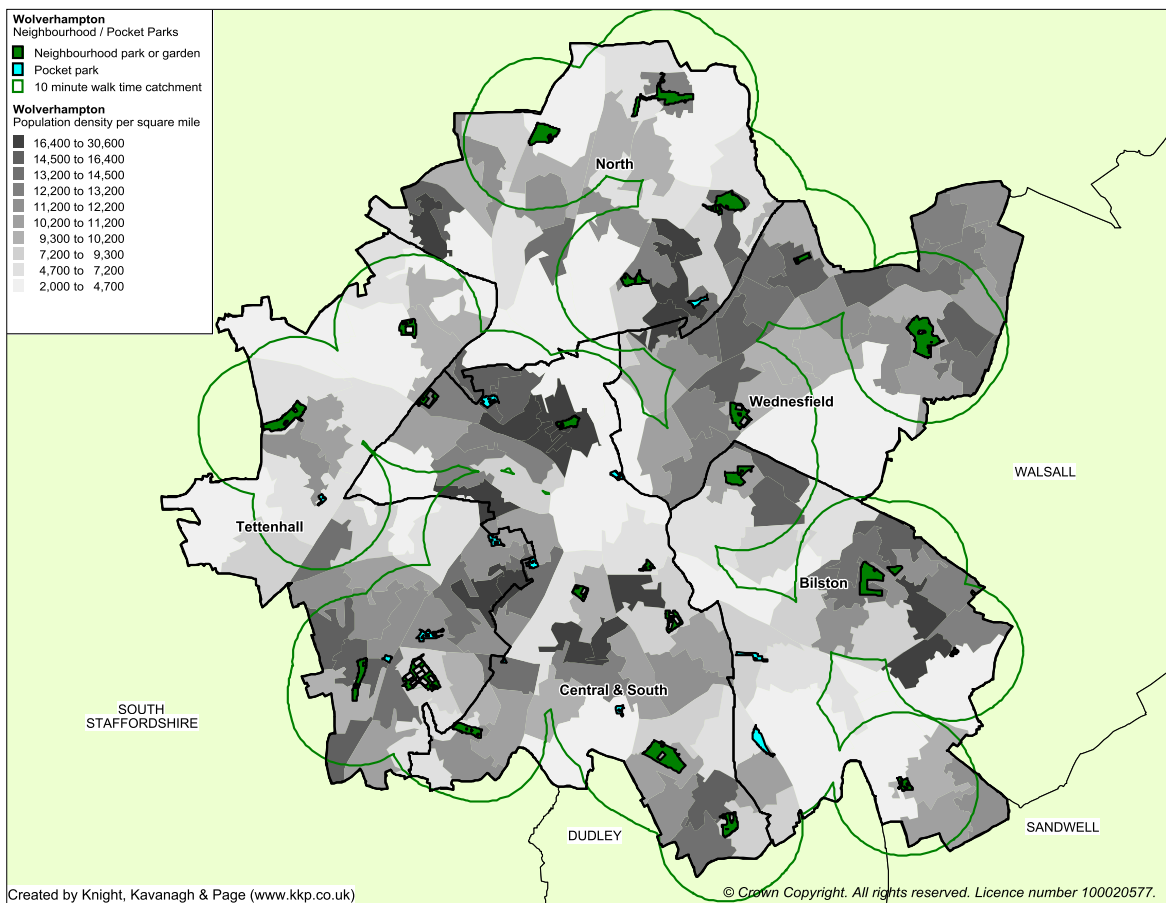 Wolverhampton
Neighbourhood / Pocket Parks
Neighbourhood park or garden
Pocket park
10 minute walk time catchment
Wolverhampton
Population density per square mile
16,400 to 30,600
14,500 to 16,400
13,200 to 14,500
12,200 to 13,200
11,200 to 12,200
10,200 to 11,200
9,300 to 10,200
7,200 to 9,300
4,700 to 7,200
2,000 to 4,700
North
Wednesfield
WALSALL
Tettenhall
Bilston
Central & South
SOUTH
STAFFORDSHIRE
DUDLEY
SANDWELL
Created by Knight, Kavanagh & Page (www.kkp.co.uk)
© Crown Copyright. All rights reserved. Licence number 100020577.